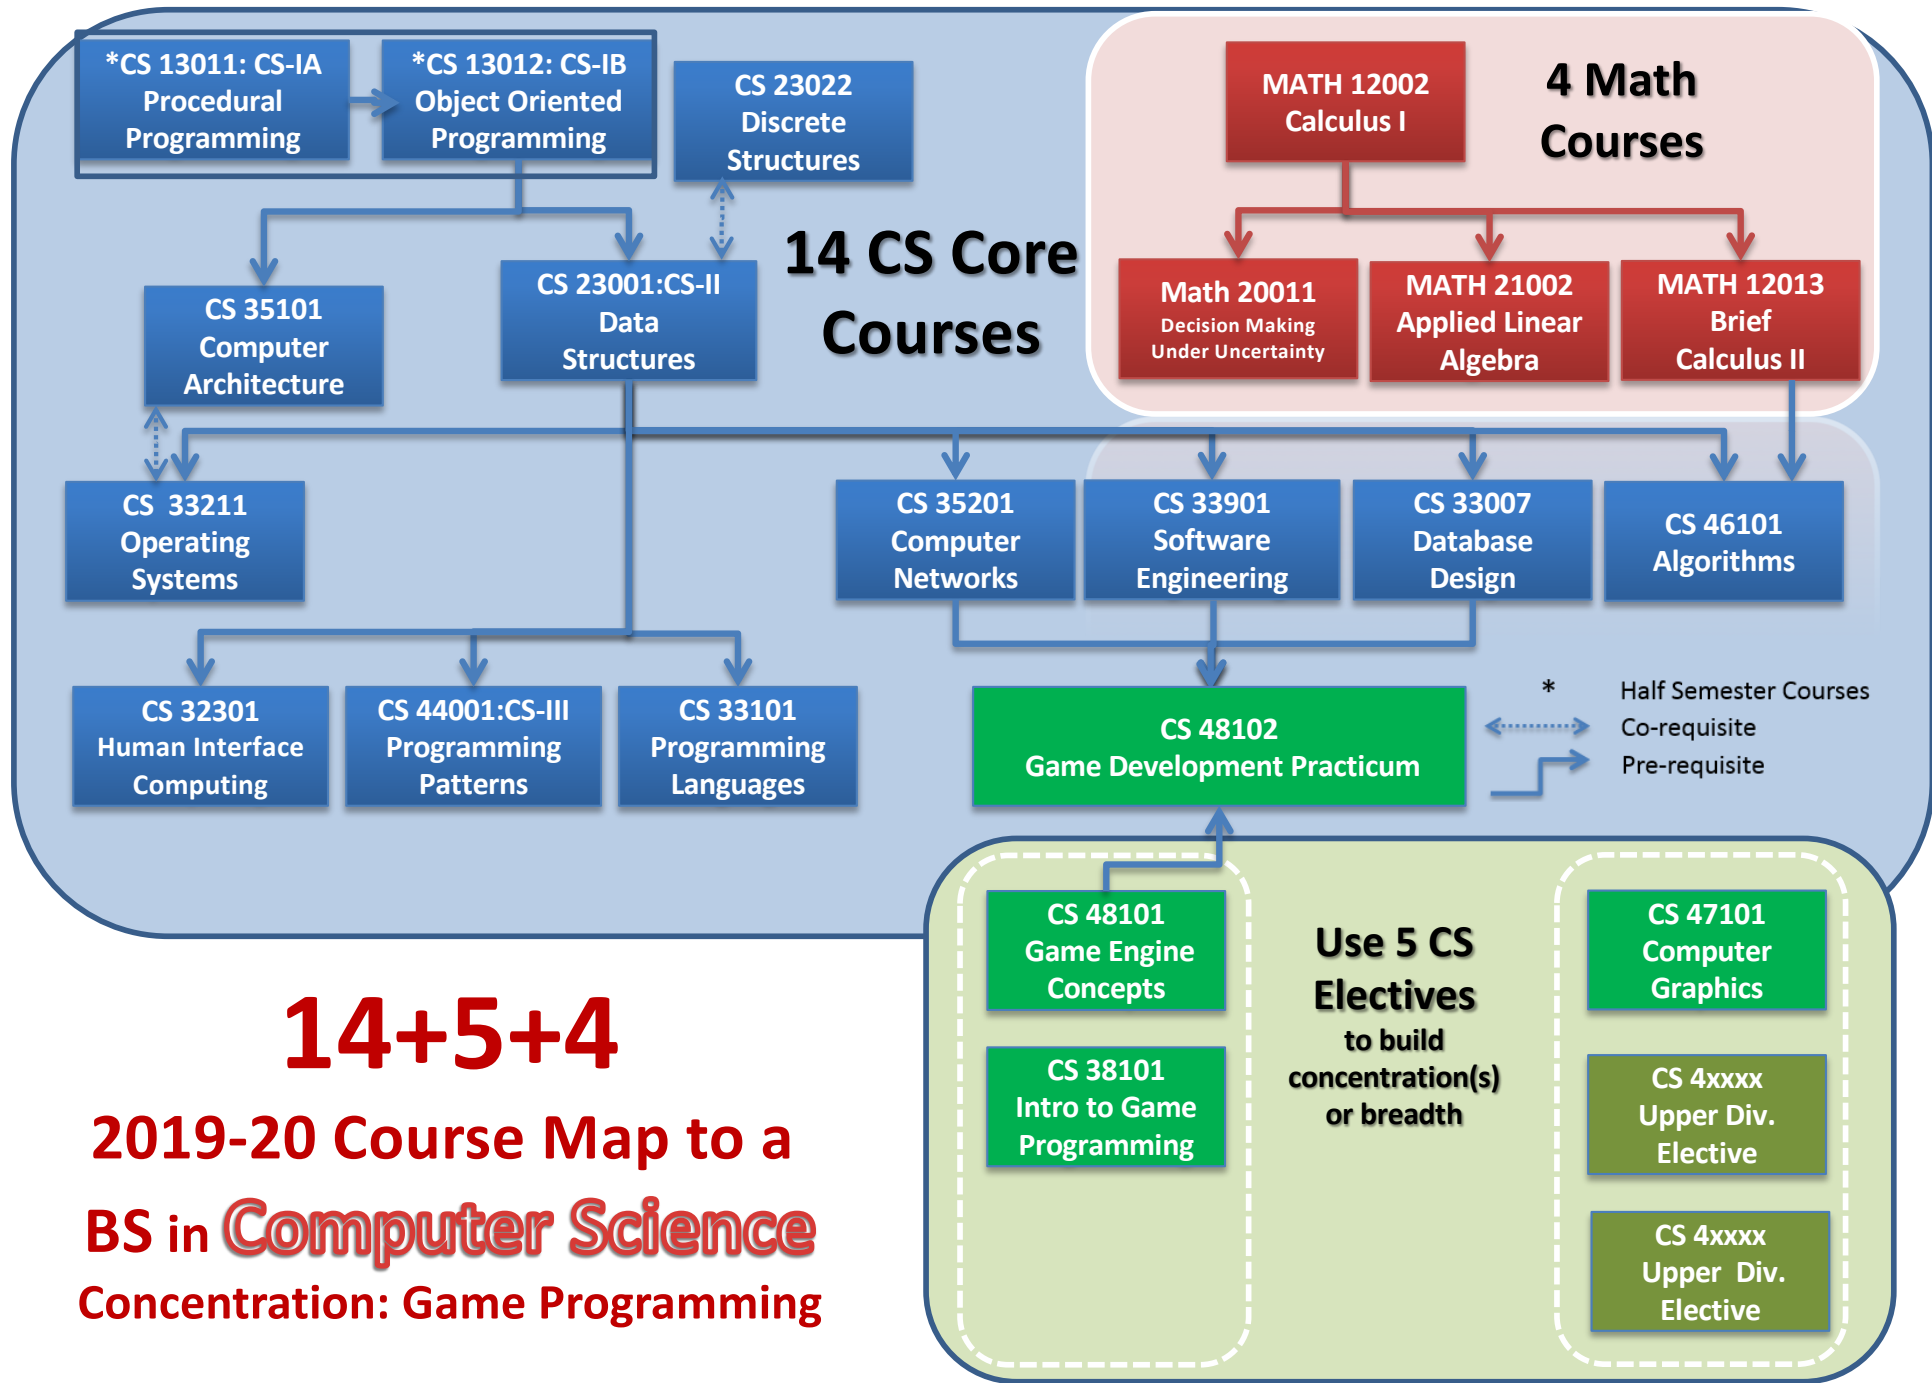 *CS 13011: CS-IA
Procedural
Programming
*CS 13012: CS-IB
Object Oriented
Programming
CS 23022
Discrete
Structures
MATH 12002
Calculus I
4 Math
Courses
14 CS Core
Courses
CS 35101
Computer
Architecture
CS 23001:CS-II
Data
Structures
Math 20011
Decision Making
Under Uncertainty
MATH 21002
Applied Linear
Algebra
MATH 12013
Brief
Calculus II
CS  33211
Operating
Systems
CS 35201
Computer
Networks
CS 33901
Software
Engineering
CS 33007
Database
Design
CS 46101
Algorithms
CS 32301
Human Interface
Computing
CS 44001:CS-III
Programming
Patterns
CS 33101
Programming
Languages
CS 48102
Game Development Practicum
* Half Semester Courses
Co-requisite
Pre-requisite
CS 48101
Game Engine
Concepts
CS 38101
Intro to Game
Programming
Use 5 CS
Electives
to build
concentration(s)
or breadth
CS 47101
Computer
Graphics
CS 4xxxx
Upper Div.
Elective
CS 4xxxx
Upper  Div.
Elective
14+5+4
2019-20 Course Map to a
BS in Computer Science
Concentration: Game Programming